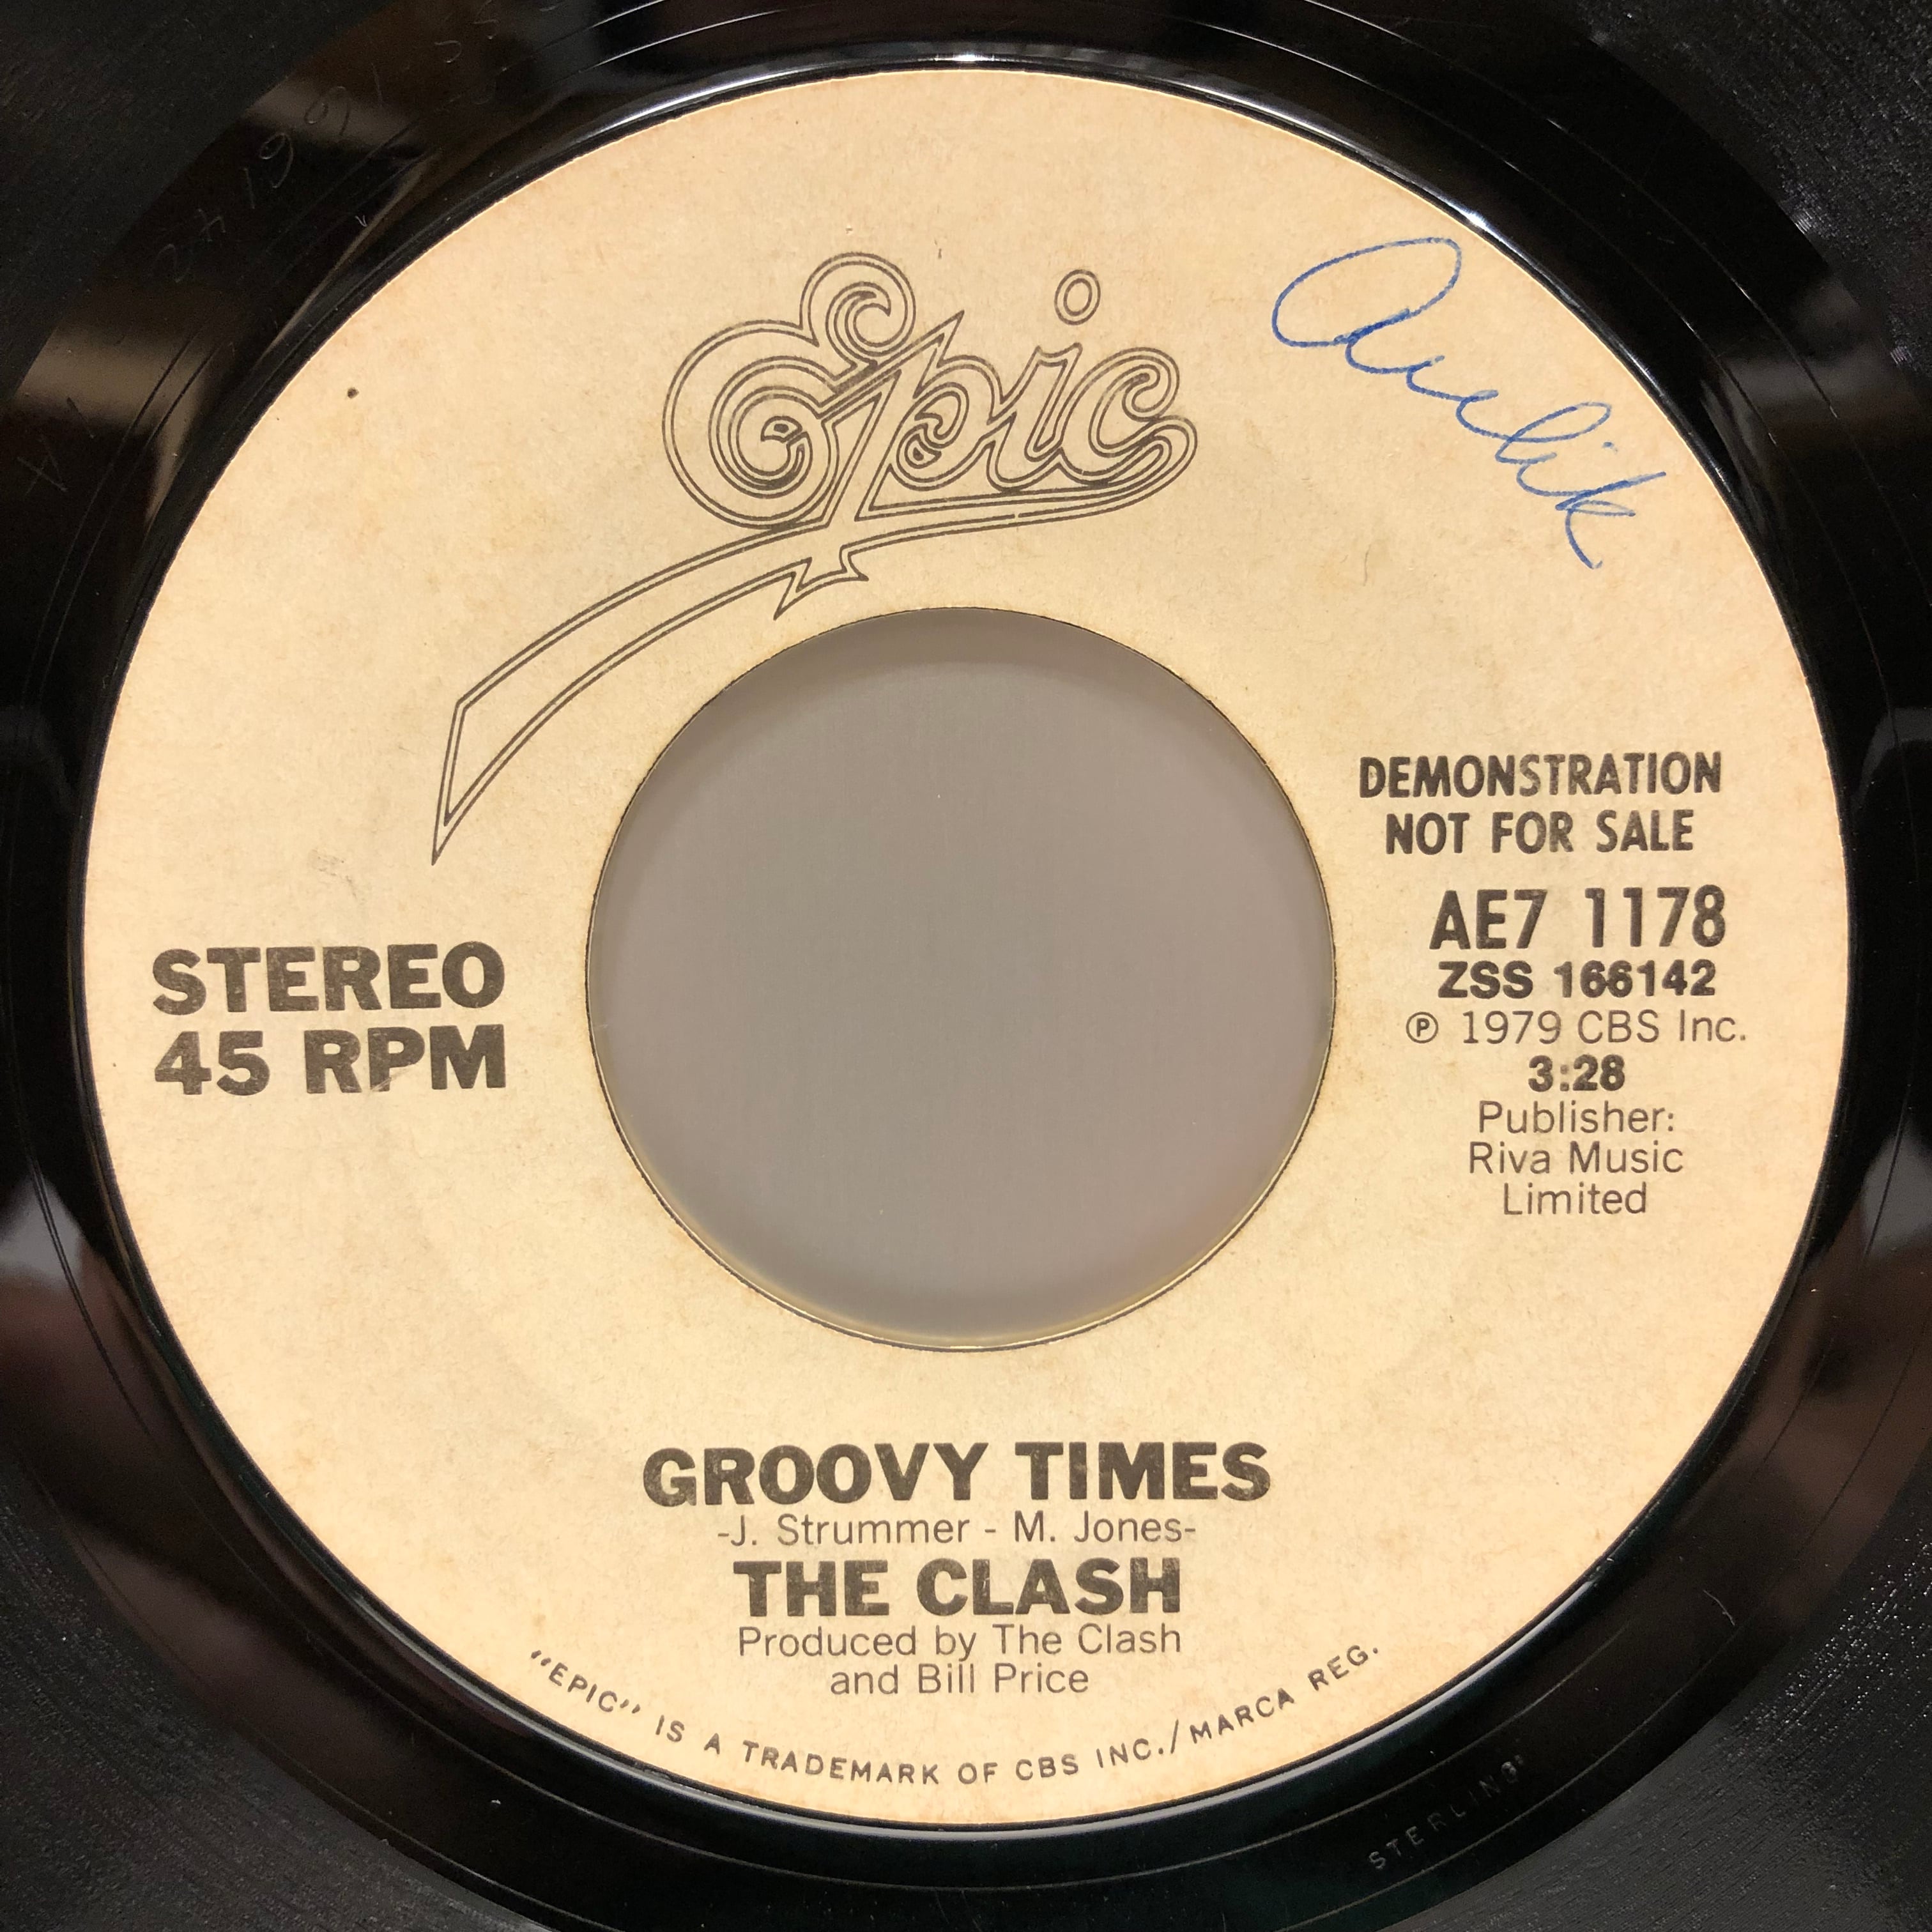 Epic
DEMONSTRATION
NOT FOR SALE
AE7 1178
ZSS 166142
℗ 1979 CBS Inc.
3:28
Publisher:
Riva Music
Limited
STEREO
45 RPM
GROOVY TIMES
-J. Strummer - M. Jones-
THE CLASH
Produced by The Clash
and Bill Price
"EPIC" IS A TRADEMARK OF CBS INC./MARCA REG.
STERLING